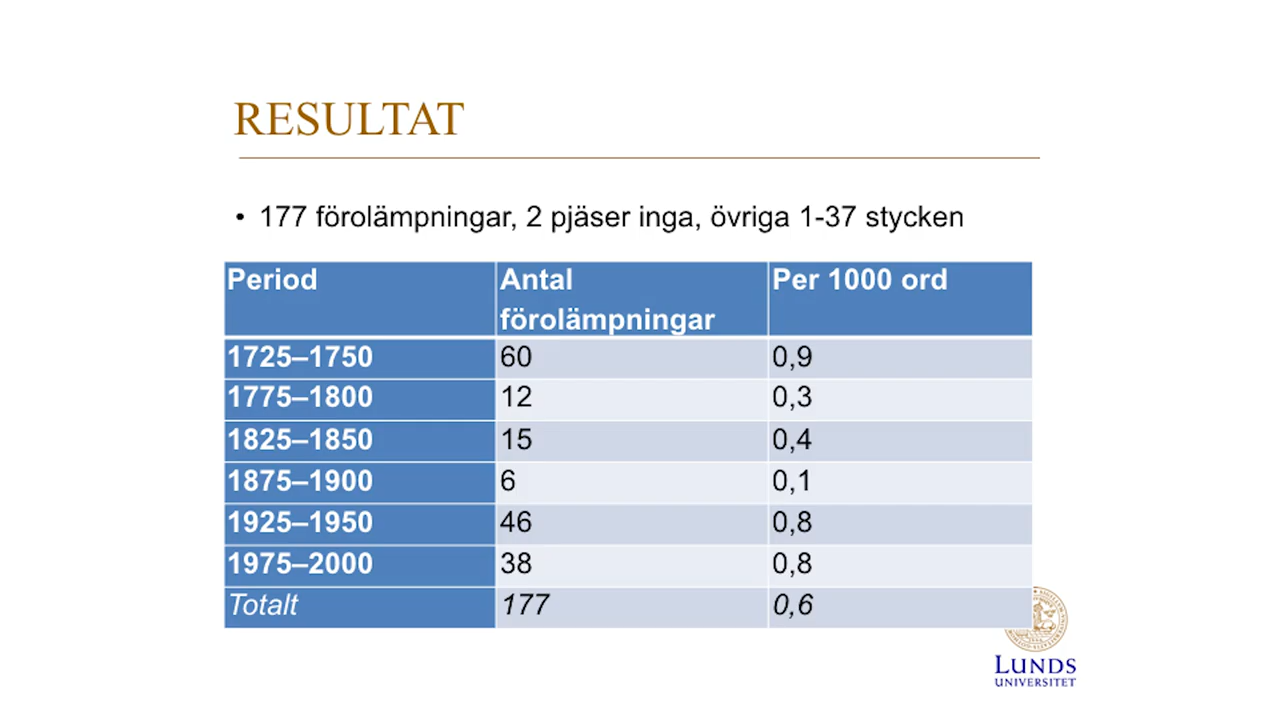 RESULTAT
• 177 förolämpningar, 2 pjäser inga, övriga 1-37 stycken
Period Antal förolämpningar Per 1000 ord
1725–1750 60 0,9
1775–1800 12 0,3
1825–1850 15 0,4
1875–1900 6 0,1
1925–1950 46 0,8
1975–2000 38 0,8
Totalt 177 0,6
LUNDS
UNIVERSITET